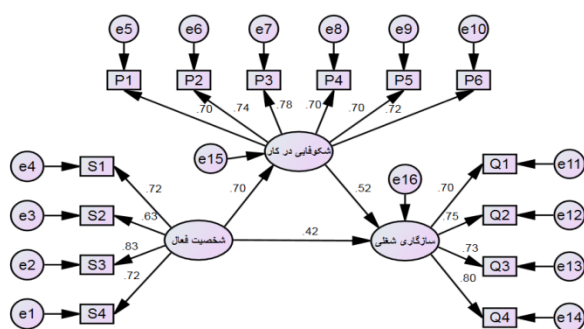 e5 e6 e7 e8 e9 e10
P1 P2 P3 P4 P5 P6
.70 .74 .78 .70 .70 .72
شکوفایی در کار
e15
e4 S1
e16
Q1 e11
.72 .70 .52 .70
e3 S2
.63 .75
Q2 e12
شخصیت فعال
.42
سازگاری شغلی
e2 S3
.83 .73
Q3 e13
.72 .80
e1 S4
Q4 e14